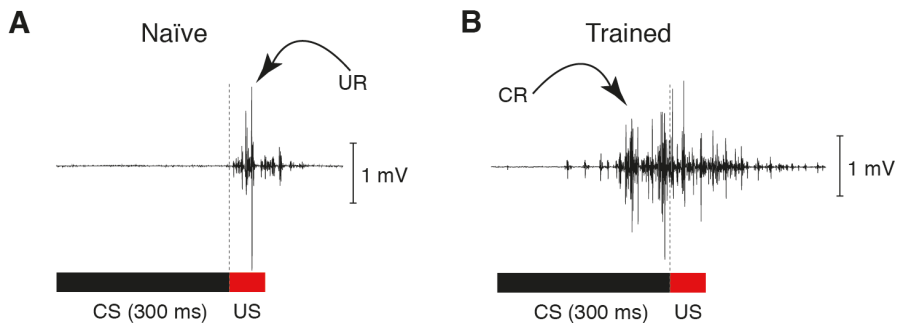 A
Naïve
UR
1 mV
CS (300 ms)
US
B
Trained
CR
1 mV
CS (300 ms)
US